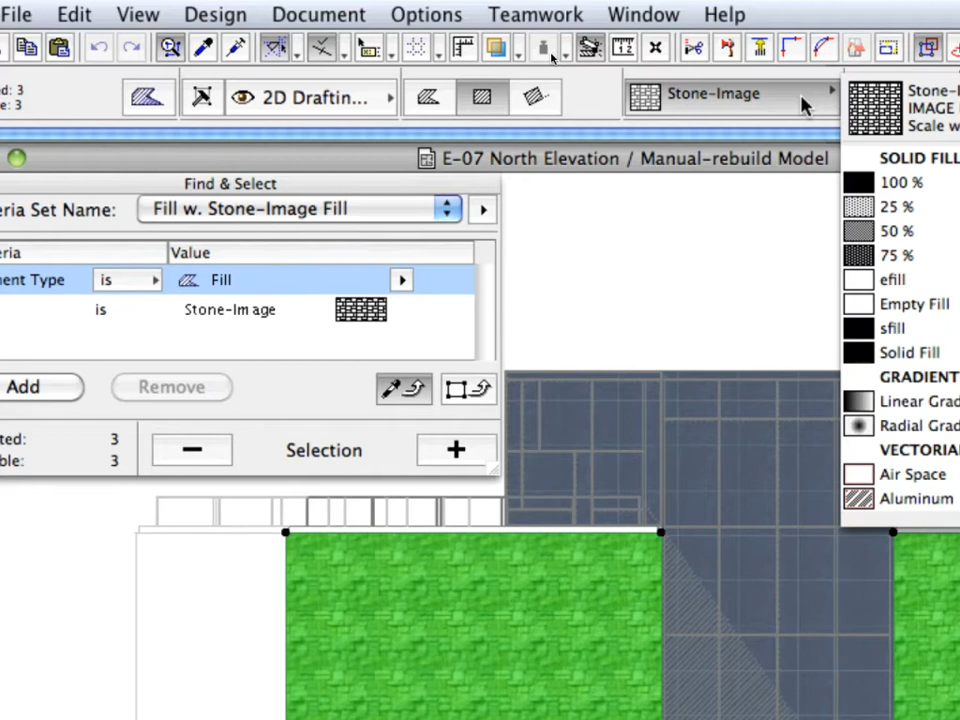 File Edit View Design Document Options Teamwork Window Help
ed: 3
e: 3
2D Draftin...
Stone-Image
Stone-I
IMAGE
Scale w
E-07 North Elevation / Manual-rebuild Model
Find & Select
eria Set Name: Fill w. Stone-Image Fill
eria Value
ment Type is Fill
is Stone-Image
Add Remove
ted: 3
ble: 3
Selection
SOLID FILL
100 %
25 %
50 %
75 %
efill
Empty Fill
sfill
Solid Fill
GRADIENT
Linear Grad
Radial Grad
VECTORIA
Air Space
Aluminum